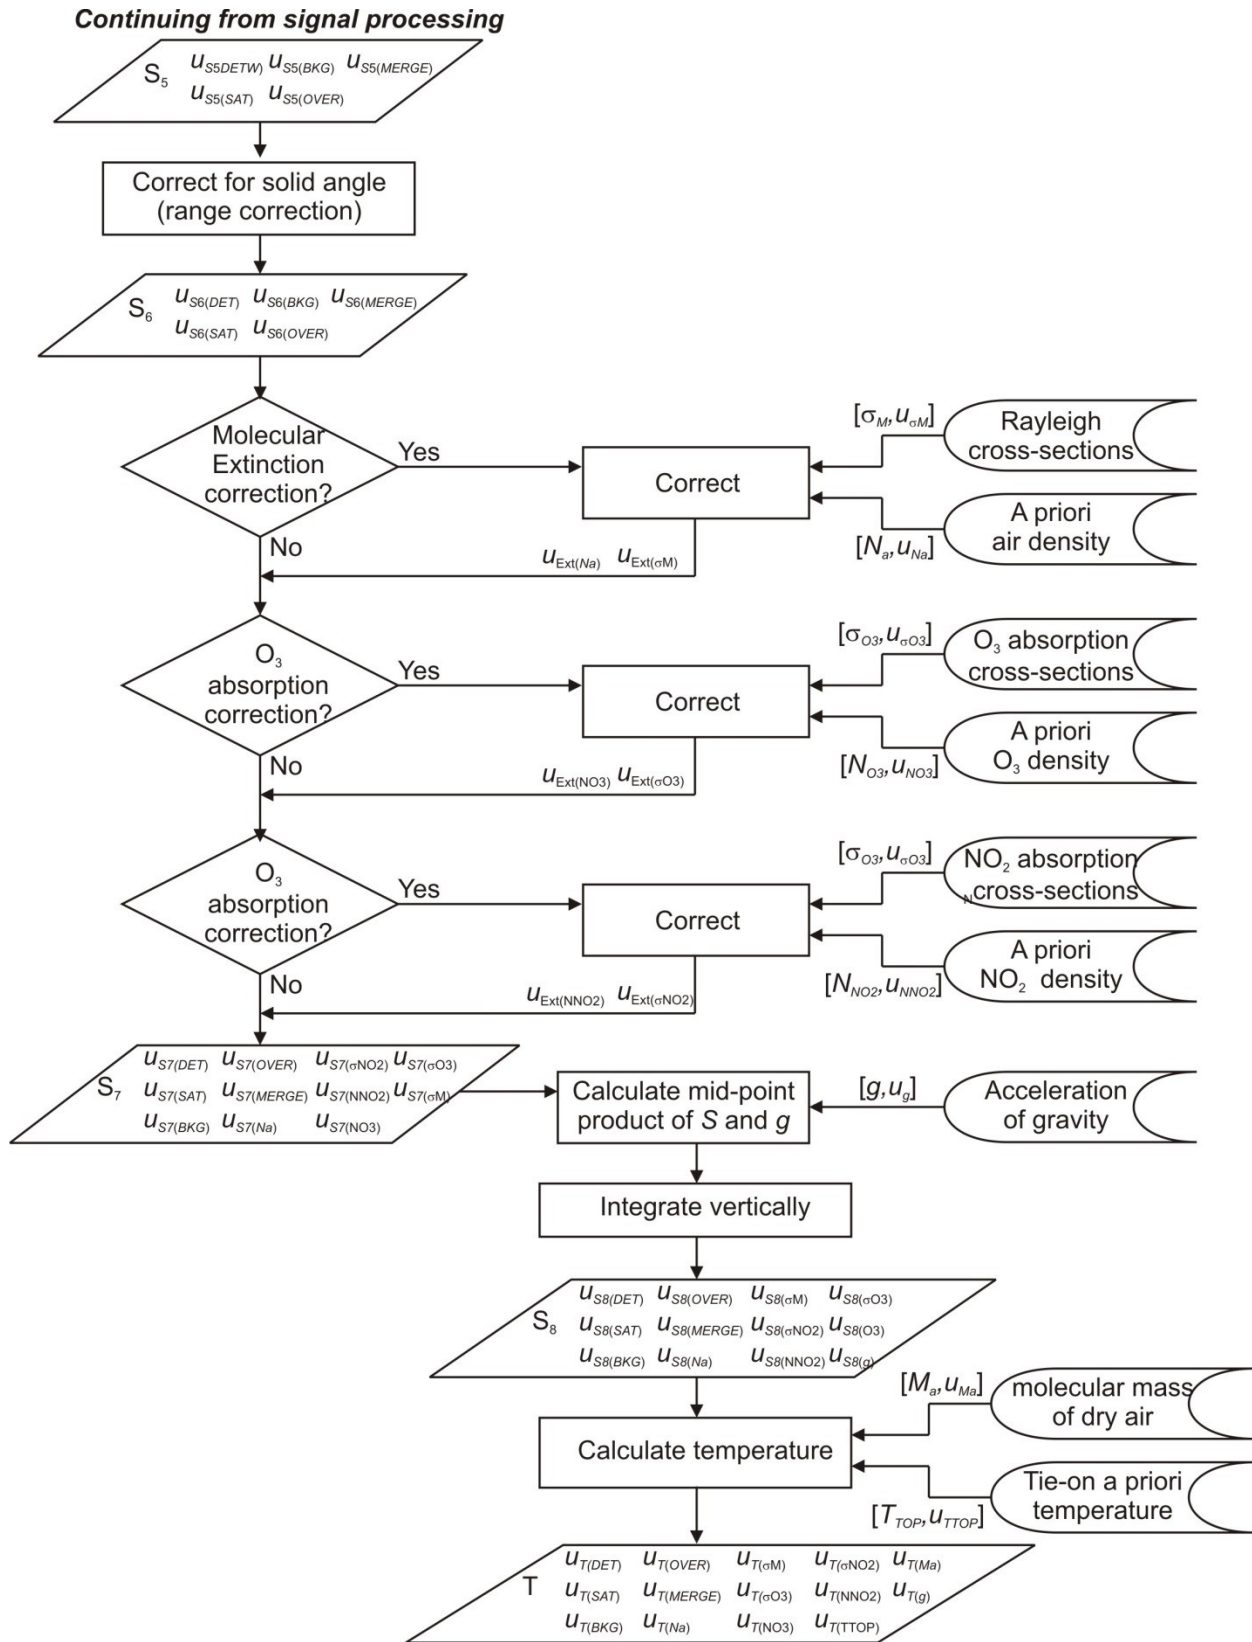 Continuing from signal processing
S5 uS5DETW) uS5(BKG) uS5(MERGE)
uS5(SAT) uS5(OVER)
Correct for solid angle
(range correction)
S6 uS6(DET) uS6(BKG) uS6(MERGE)
uS6(SAT) uS6(OVER)
Molecular
Extinction
correction?
Yes
No
Correct
[σM,uσM]
Rayleigh
cross-sections
[Na,uNa]
A priori
air density
uExt(Na) uExt(σM)
O3
absorption
correction?
Yes
No
Correct
[σO3,uσO3]
O3 absorption
cross-sections
[NO3,uNO3]
A priori
O3 density
uExt(NO3) uExt(σO3)
O3
absorption
correction?
Yes
No
Correct
[σO3,uσO3]
NO2 absorption
Ncross-sections
[NNO2,uNNO2]
A priori
NO2 density
uExt(NNO2) uExt(σNO2)
uS7(DET) uS7(OVER) uS7(σNO2) uS7(σO3)
S7 uS7(SAT) uS7(MERGE) uS7(NNO2) uS7(σM)
uS7(BKG) uS7(Na) uS7(NO3)
Calculate mid-point
product of S and g
[g,ug]
Acceleration
of gravity
Integrate vertically
uS8(DET) uS8(OVER) uS8(σM) uS8(σO3)
S8 uS8(SAT) uS8(MERGE) uS8(σNO2) uS8(O3)
uS8(BKG) uS8(Na) uS8(NNO2) uS8(g)
[Ma,uMa]
molecular mass
of dry air
Calculate temperature
[TTOP,uTTOP]
Tie-on a priori
temperature
uT(DET) uT(OVER) uT(σM) uT(σNO2) uT(Ma)
T uT(SAT) uT(MERGE) uT(σO3) uT(NNO2) uT(g)
uT(BKG) uT(Na) uT(NO3) uT(TTOP)